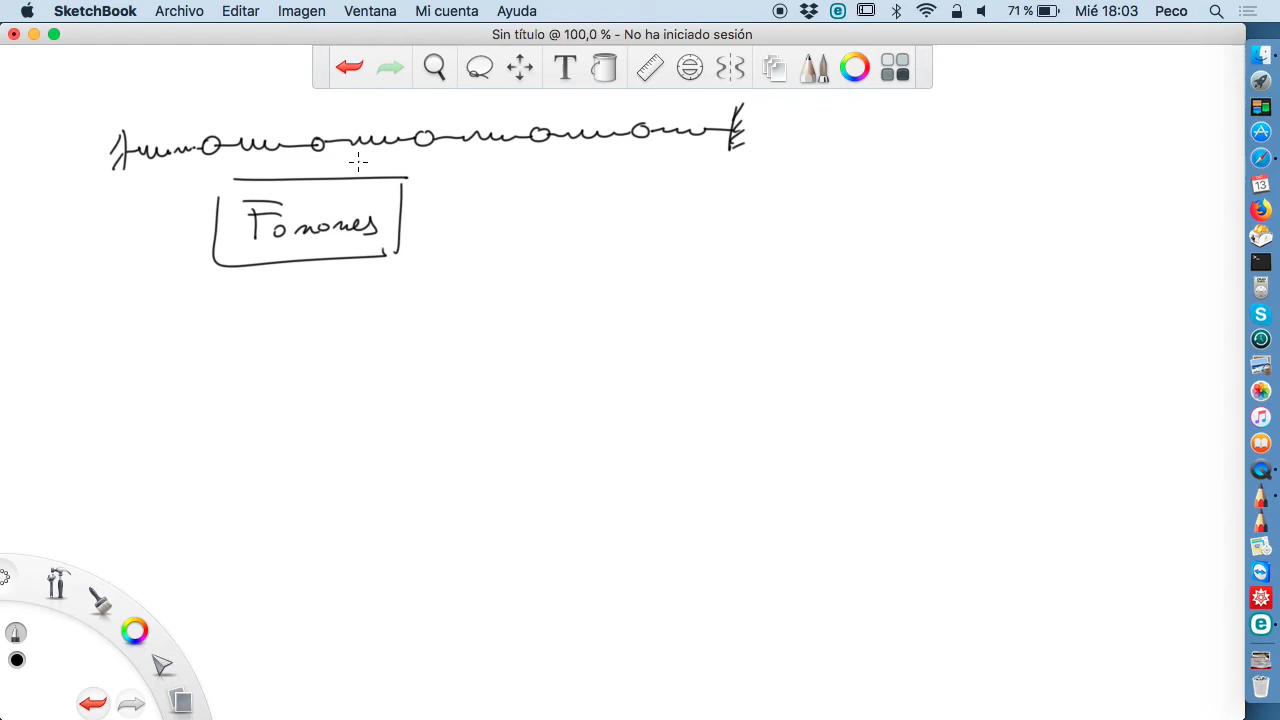 SketchBook Archivo Editar Imagen Ventana Mi cuenta Ayuda 71 % Mié 18:03 Peco
Sin título @ 100,0 % - No ha iniciado sesión
Fonones